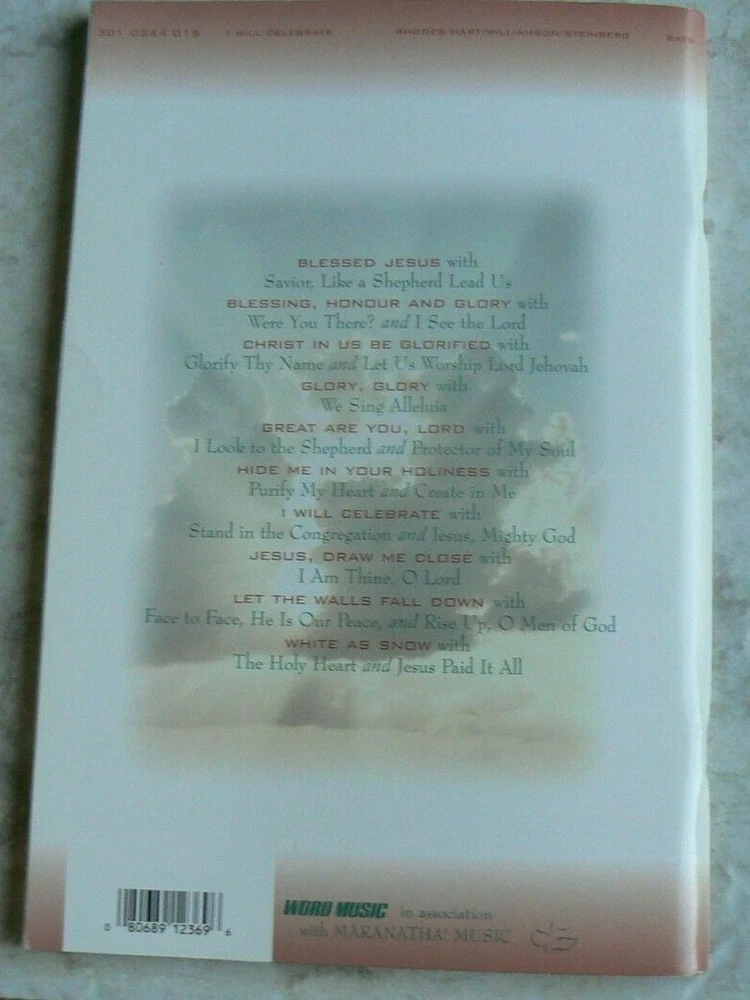 301 0244 015 I WILL CELEBRATE RHODES/HART/WILLIAMSON/STEINBERG
BLESSED JESUS with
Savior, Like a Shepherd Lead Us
BLESSING, HONOUR AND GLORY with
Were You There? and I See the Lord
CHRIST IN US BE GLORIFIED with
Glorify Thy Name and Let Us Worship Lord Jehovah
GLORY, GLORY with
We Sing Alleluia
GREAT ARE YOU, LORD with
I Look to the Shepherd and Protector of My Soul
HIDE ME IN YOUR HOLINESS with
Purify My Heart and Create in Me
I WILL CELEBRATE with
Stand in the Congregation and Jesus, Mighty God
JESUS, DRAW ME CLOSE with
I Am Thine, O Lord
LET THE WALLS FALL DOWN with
Face to Face, He Is Our Peace, and Rise Up, O Men of God
WHITE AS SNOW with
The Holy Heart and Jesus Paid It All
WORD MUSIC in association
with MARANATHA! MUSIC
0 80689 12369 6